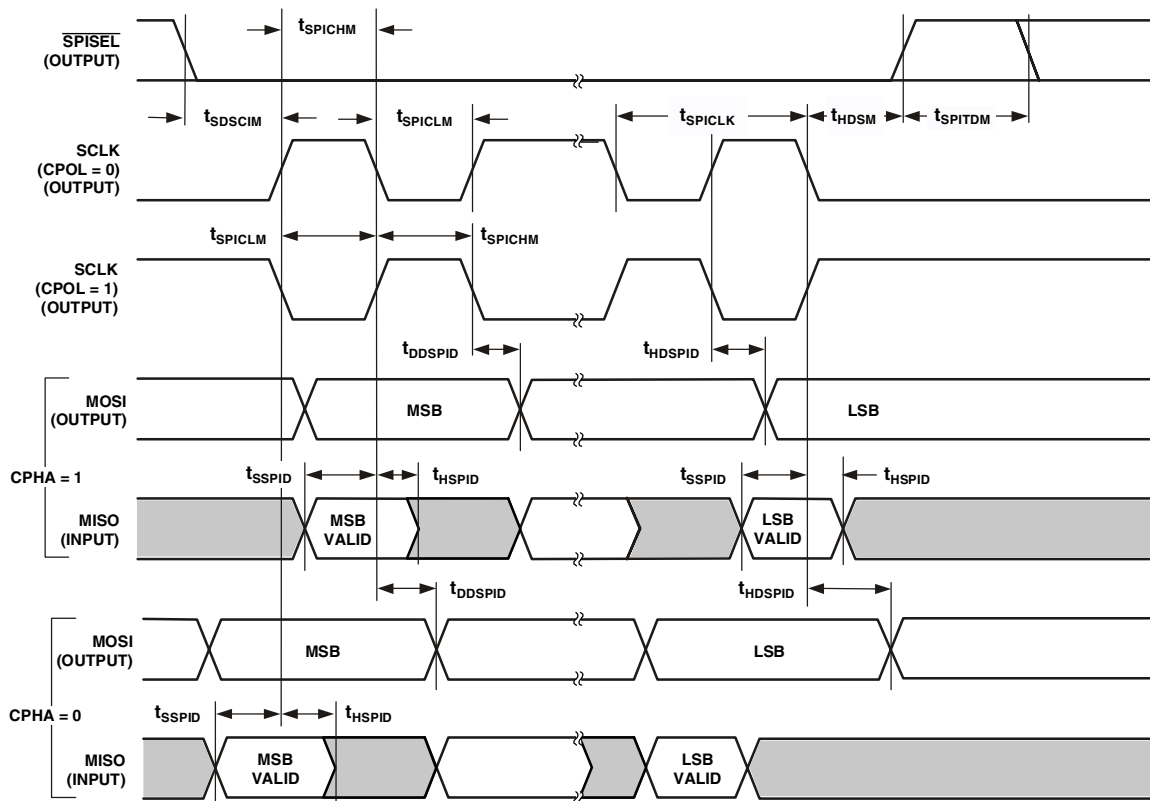 tSPICHM
SPISEL
(OUTPUT)
tSDSCIM
tSPICLM
tSPICLK
tHDSM
tSPITDM
SCLK
(CPOL = 0)
(OUTPUT)
tSPICLM
tSPICHM
SCLK
(CPOL = 1)
(OUTPUT)
tDDSPID
tHDSPID
MOSI
(OUTPUT)
MSB
LSB
CPHA = 1
tSSPID
tHSPID
tSSPID
tHSPID
MISO
(INPUT)
MSB
VALID
LSB
VALID
tDDSPID
tHDSPID
MOSI
(OUTPUT)
MSB
LSB
CPHA = 0
tSSPID
tHSPID
MISO
(INPUT)
MSB
VALID
LSB
VALID